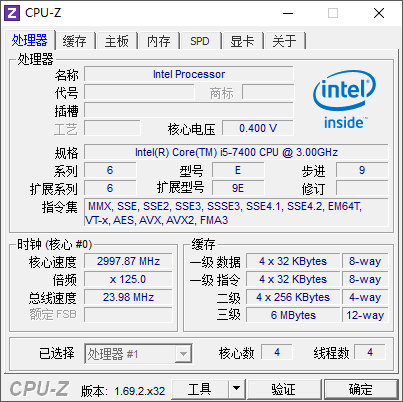 CPU-Z
处理器 缓存 主板 内存 SPD 显卡 关于
处理器
名称 Intel Processor
代号 商标
插槽
工艺 核心电压 0.400 V
intel inside™
规格 Intel(R) Core(TM) i5-7400 CPU @ 3.00GHz
系列 6 型号 E 步进 9
扩展系列 6 扩展型号 9E 修订
指令集 MMX, SSE, SSE2, SSE3, SSSE3, SSE4.1, SSE4.2, EM64T,
VT-x, AES, AVX, AVX2, FMA3
时钟 (核心 #0) 缓存
核心速度 2997.87 MHz 一级 数据 4 x 32 KBytes 8-way
倍频 x 125.0 一级 指令 4 x 32 KBytes 8-way
总线速度 23.98 MHz 二级 4 x 256 KBytes 4-way
额定 FSB 三级 6 MBytes 12-way
已选择 处理器 #1 核心数 4 线程数 4
CPU-Z 版本: 1.69.2.x32 工具 验证 确定